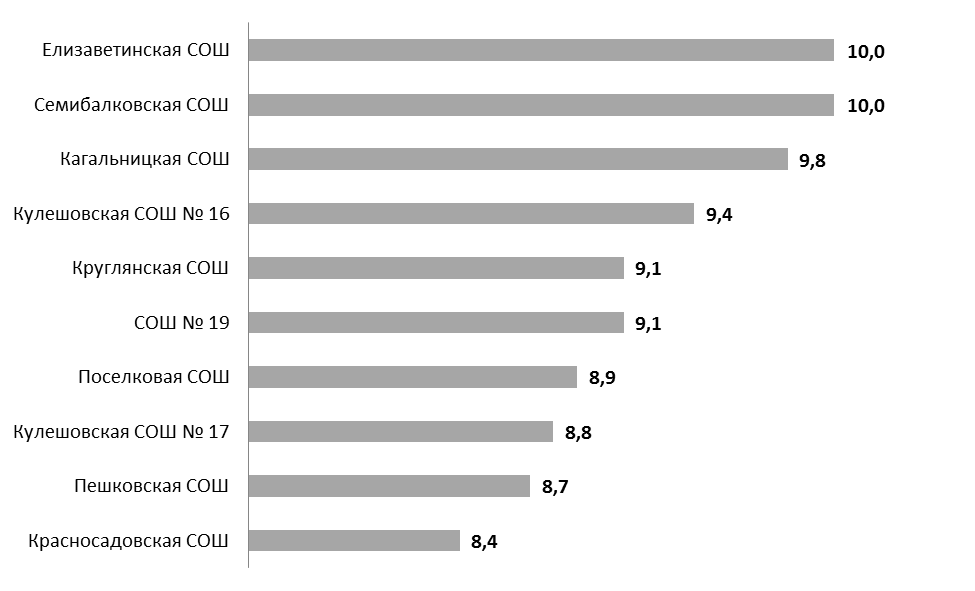 Елизаветинская СОШ 10,0
Семибалковская СОШ 10,0
Кагальницкая СОШ 9,8
Кулешовская СОШ № 16 9,4
Круглянская СОШ 9,1
СОШ № 19 9,1
Поселковая СОШ 8,9
Кулешовская СОШ № 17 8,8
Пешковская СОШ 8,7
Красносадовская СОШ 8,4